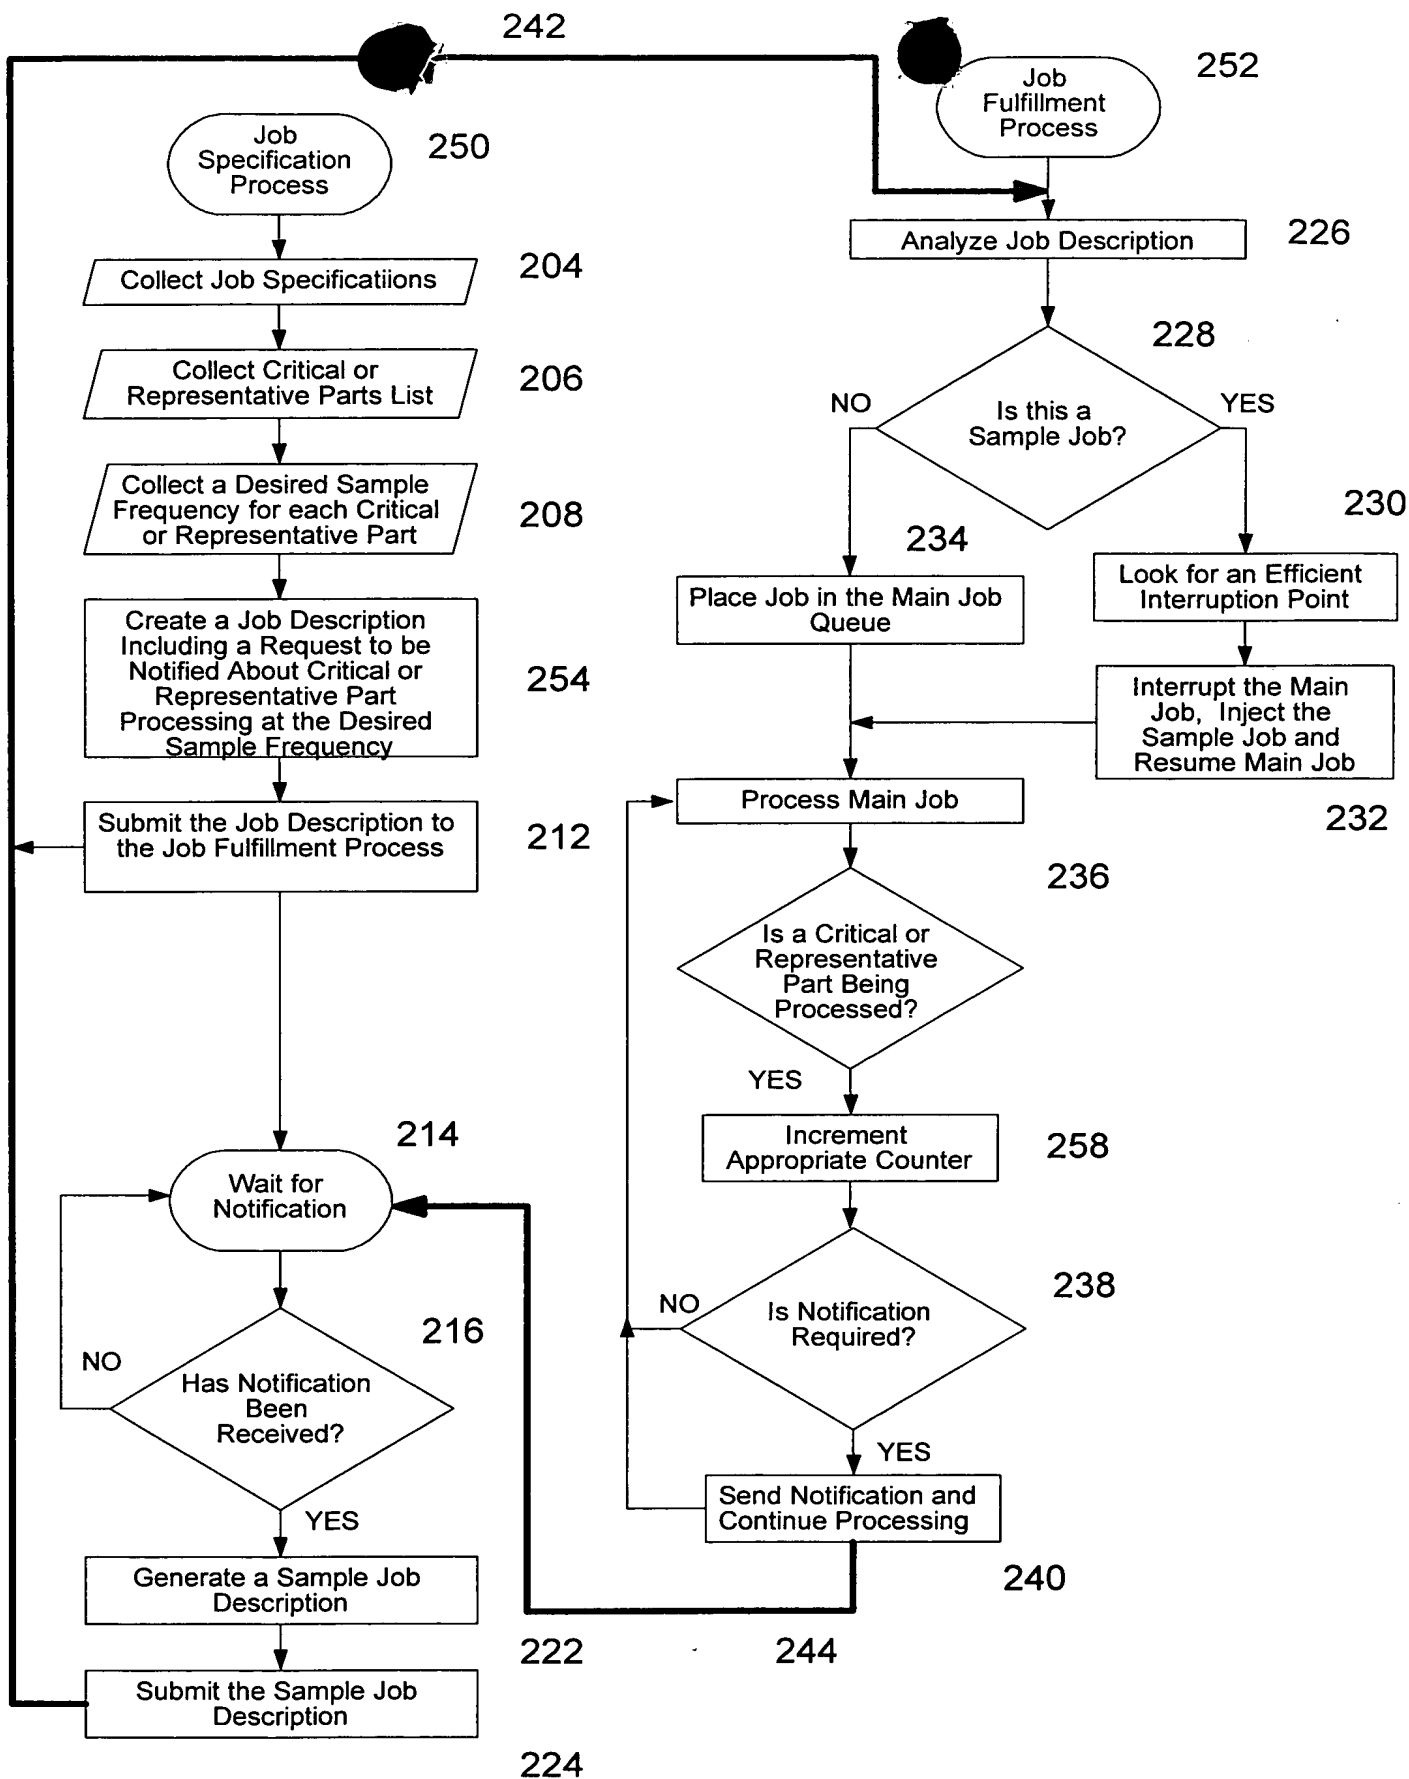 242
Job
Specification
Process
250
Collect Job Specificatiions
204
Collect Critical or
Representative Parts List
206
Collect a Desired Sample
Frequency for each Critical
or Representative Part
208
Create a Job Description
Including a Request to be
Notified About Critical or
Representative Part
Processing at the Desired
Sample Frequency
254
Submit the Job Description to
the Job Fulfillment Process
212
214
Wait for
Notification
216
NO
Has Notification
Been
Received?
YES
Generate a Sample Job
Description
222
Submit the Sample Job
Description
224
Job
Fulfillment
Process
252
Analyze Job Description
226
228
NO
Is this a
Sample Job?
YES
230
234
Place Job in the Main Job
Queue
Look for an Efficient
Interruption Point
Interrupt the Main
Job, Inject the
Sample Job and
Resume Main Job
232
Process Main Job
236
Is a Critical or
Representative
Part Being
Processed?
YES
Increment
Appropriate Counter
258
238
NO
Is Notification
Required?
YES
Send Notification and
Continue Processing
240
244